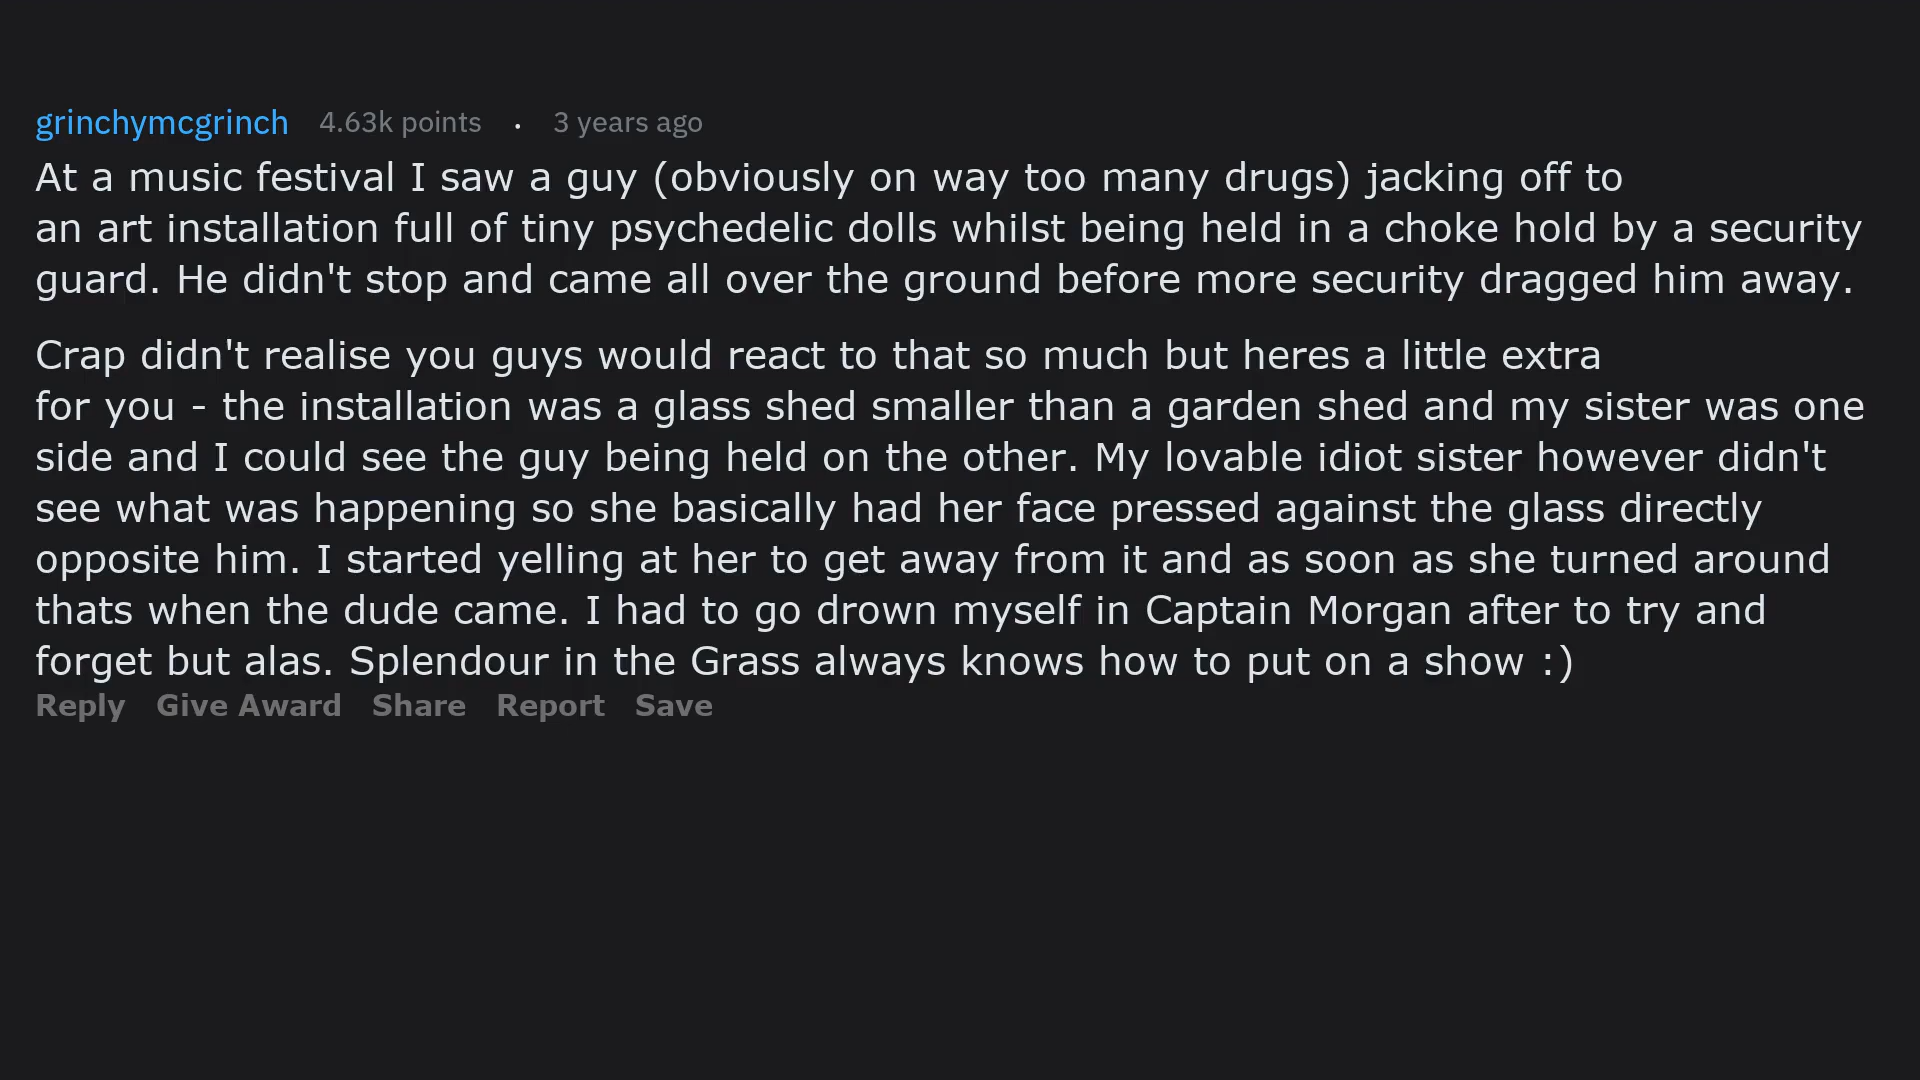 grinchymcgrinch 4.63k points . 3 years ago
At a music festival I saw a guy (obviously on way too many drugs) jacking off to
an art installation full of tiny psychedelic dolls whilst being held in a choke hold by a security
guard. He didn't stop and came all over the ground before more security dragged him away.
Crap didn't realise you guys would react to that so much but heres a little extra
for you - the installation was a glass shed smaller than a garden shed and my sister was one
side and I could see the guy being held on the other. My lovable idiot sister however didn't
see what was happening so she basically had her face pressed against the glass directly
opposite him. I started yelling at her to get away from it and as soon as she turned around
thats when the dude came. I had to go drown myself in Captain Morgan after to try and
forget but alas. Splendour in the Grass always knows how to put on a show :)
Reply Give Award Share Report Save